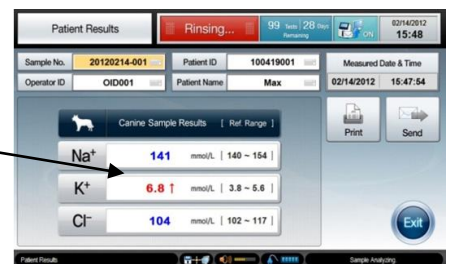 Patient Results
Rinsing...
99 Tests 28 Days
Remaining
ON
02/14/2012
15:48
Sample No. 20120214-001 Patient ID 100419001 Measured Date & Time
Operator ID OID001 Patient Name Max 02/14/2012 15:47:54
Canine Sample Results [ Ref. Range ]
Na+ 141 mmol/L | 140 ~ 154 |
K+ 6.8 ↑ mmol/L | 3.8 ~ 5.6 |
Cl− 104 mmol/L | 102 ~ 117 |
Print Send
Exit
Patient Results Sample Analyzing.